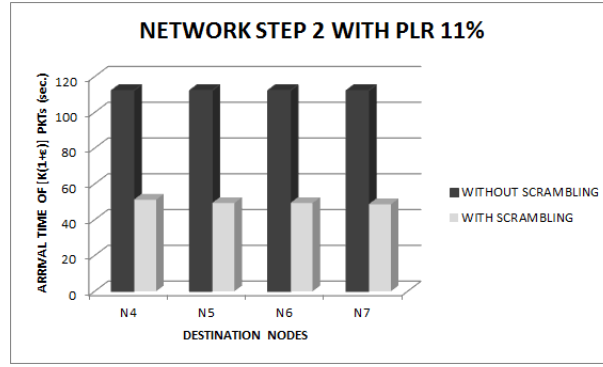 NETWORK STEP 2 WITH PLR 11%
ARRIVAL TIME OF [K(1+ε)] PKTs (sec.)
120
100
80
60
40
20
0
N4 N5 N6 N7
DESTINATION NODES
WITHOUT SCRAMBLING
WITH SCRAMBLING